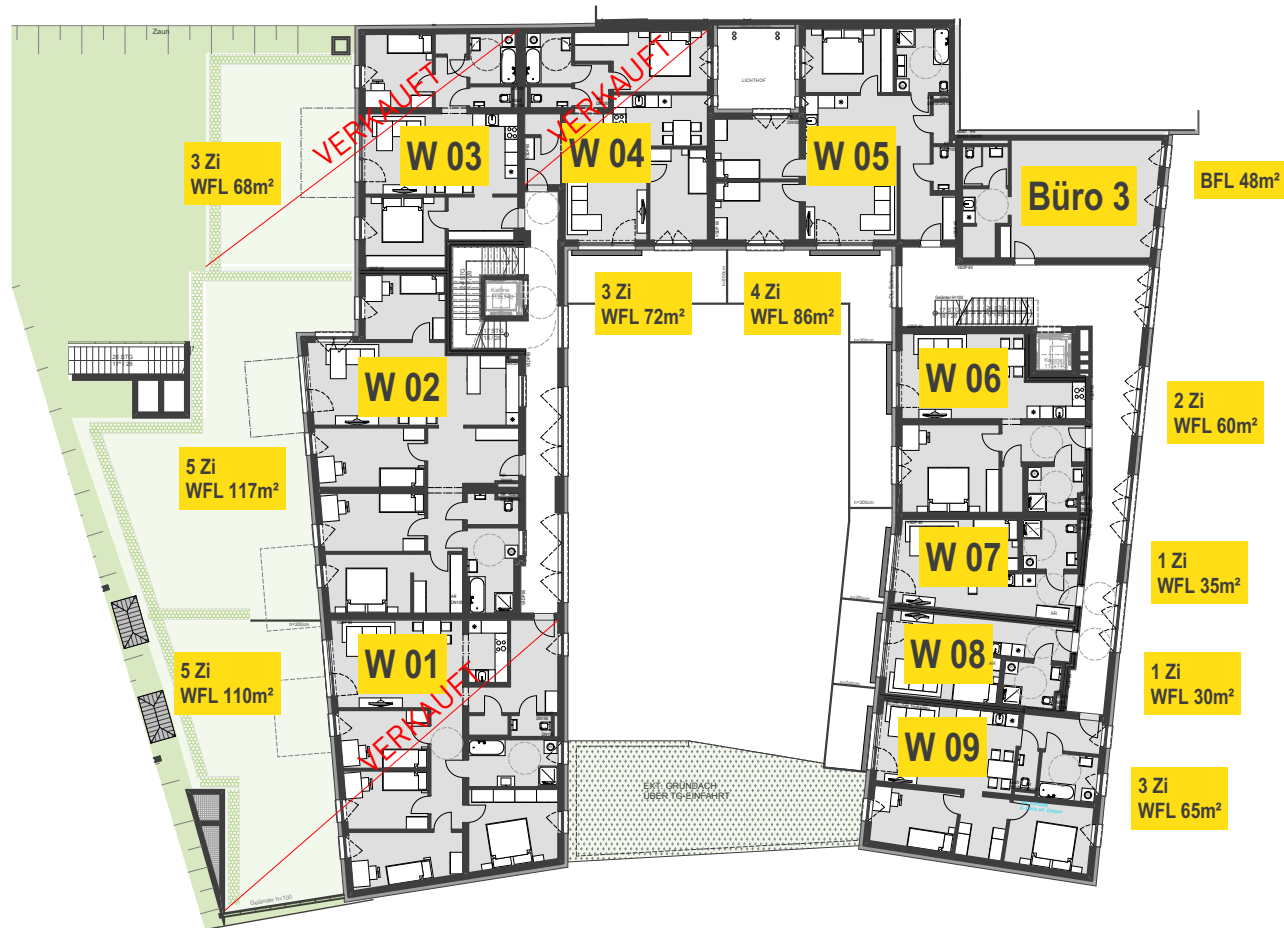 Zaun
VERKAUFT
VERKAUFT
LICHTHOF
W 03
W 04
W 05
Büro 3
BFL 48m²
3 Zi
WFL 68m²
3 Zi
WFL 72m²
4 Zi
WFL 86m²
W 02
W 06
2 Zi
WFL 60m²
5 Zi
WFL 117m²
W 07
1 Zi
WFL 35m²
AR
W 01
VERKAUFT
W 08
5 Zi
WFL 110m²
1 Zi
WFL 30m²
W 09
EXT. GRÜNDACH
ÜBER TG-EINFAHRT
3 Zi
WFL 65m²
Geländer h=100